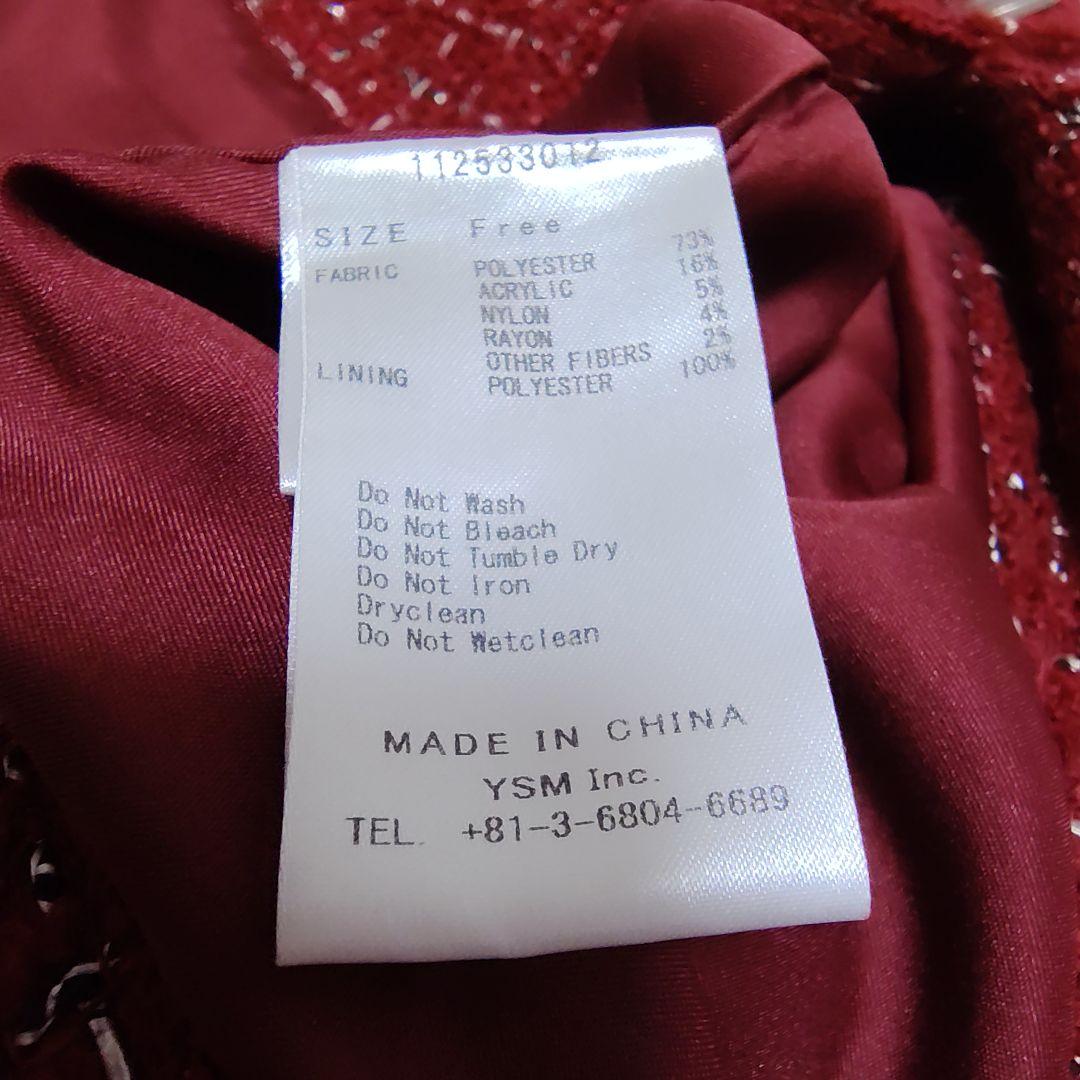 112533012
SIZE Free
FABRIC POLYESTER 73%
ACRYLIC 16%
NYLON 5%
RAYON 4%
OTHER FIBERS 2%
LINING POLYESTER 100%
Do Not Wash
Do Not Bleach
Do Not Tumble Dry
Do Not Iron
Dryclean
Do Not Wetclean
MADE IN CHINA
YSM Inc.
TEL. +81-3-6804-6689